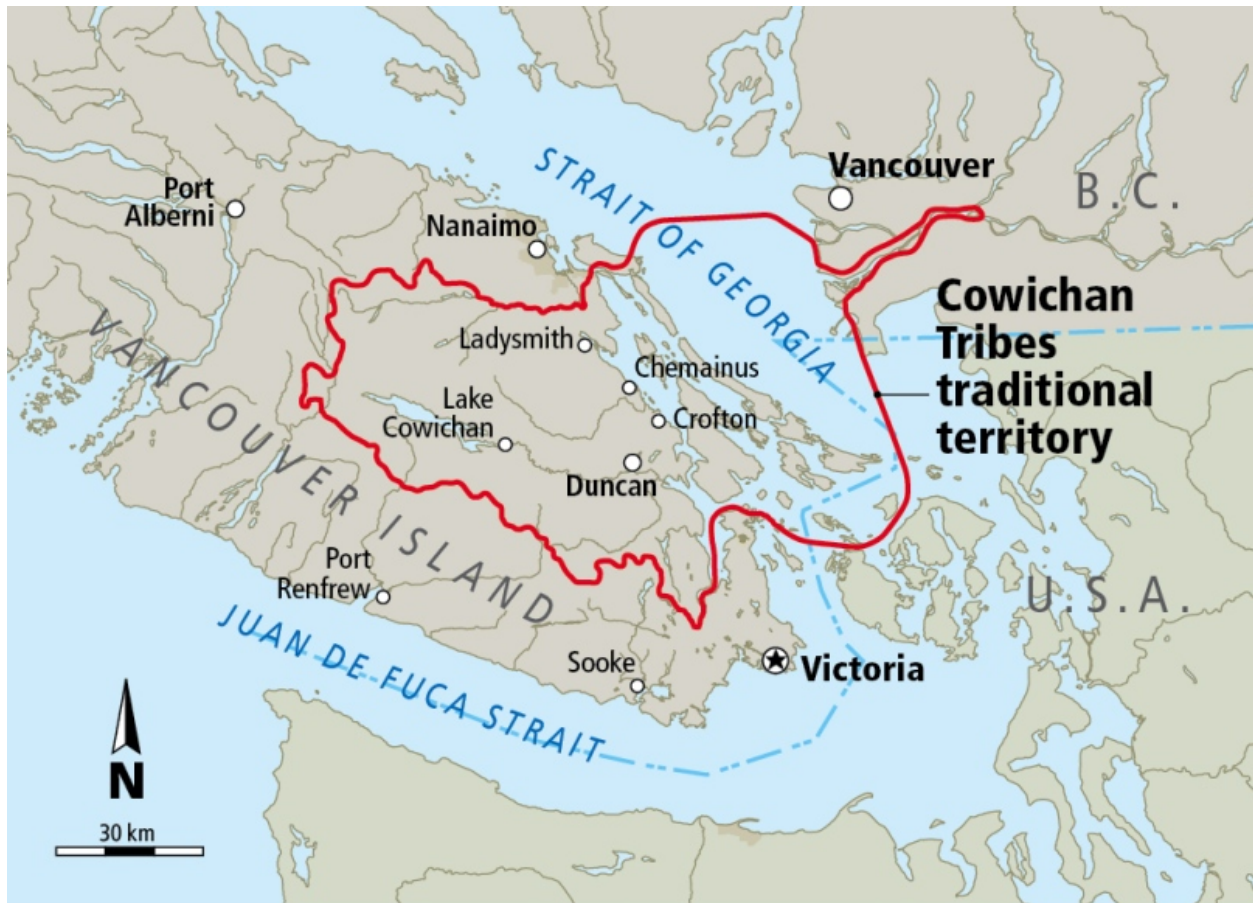 STRAIT OF GEORGIA
Vancouver
B.C.
Port
Alberni
Nanaimo
Cowichan
Tribes
traditional
territory
VANCOUVER ISLAND
Ladysmith
Chemainus
Lake
Cowichan
Crofton
Duncan
Port
Renfrew
U.S.A.
JUAN DE FUCA STRAIT
Sooke
Victoria
N
30 km